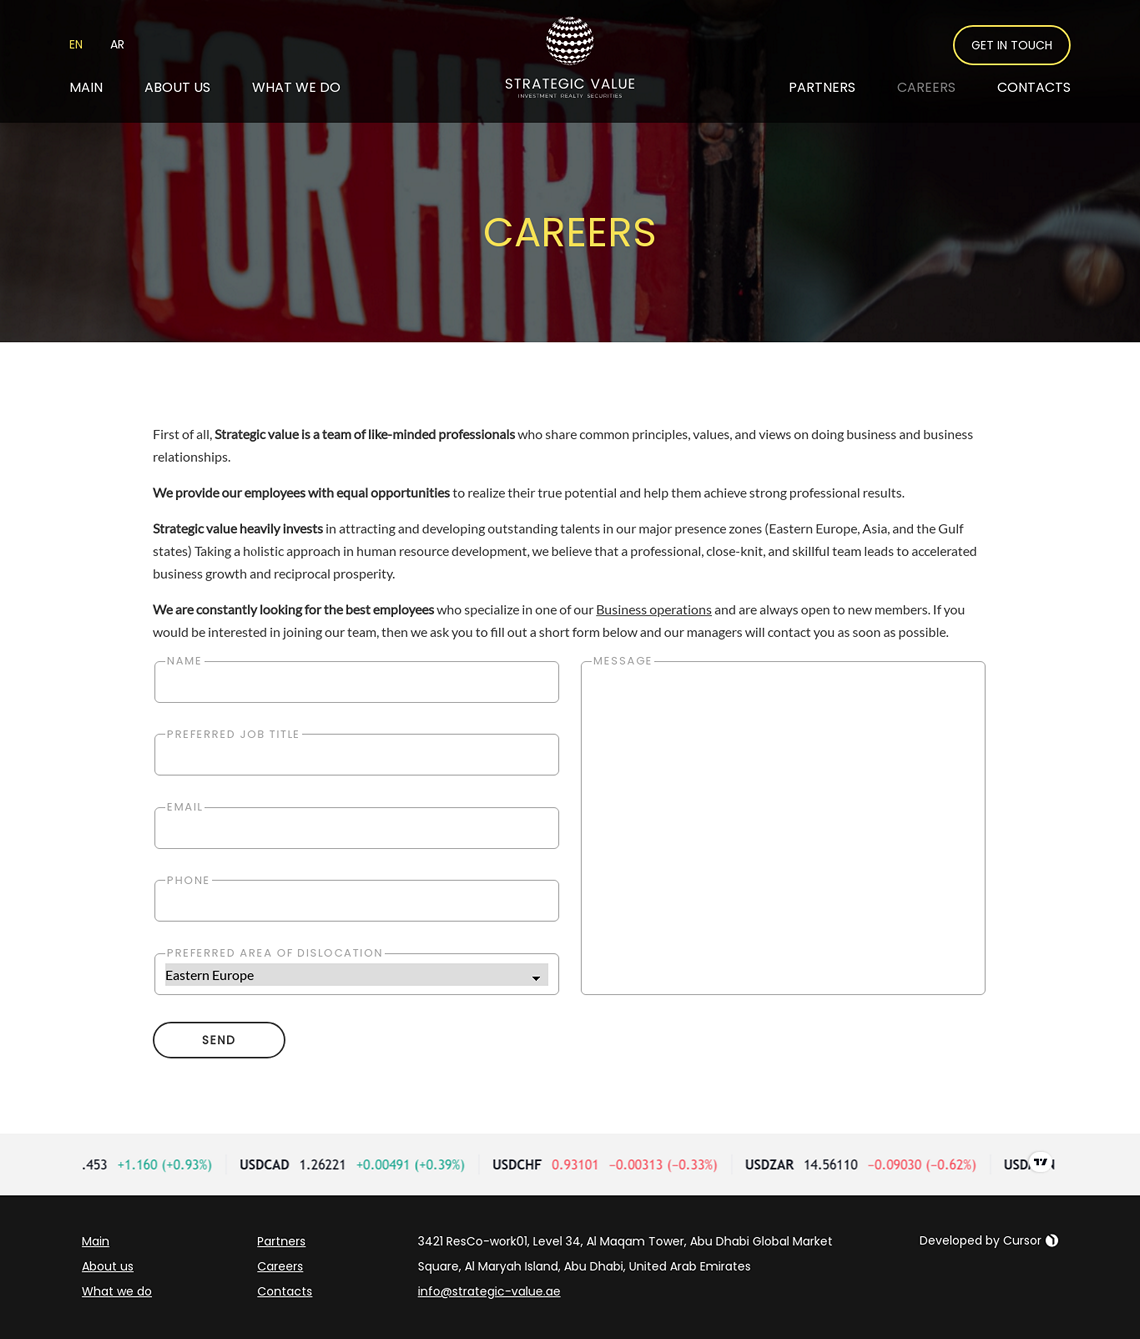 EN AR
GET IN TOUCH
MAIN ABOUT US WHAT WE DO
STRATEGIC VALUE
INVESTMENT REALTY SECURITIES
PARTNERS CAREERS CONTACTS
FOR HIRE
CAREERS
First of all, Strategic value is a team of like-minded professionals who share common principles, values, and views on doing business and business
relationships.
We provide our employees with equal opportunities to realize their true potential and help them achieve strong professional results.
Strategic value heavily invests in attracting and developing outstanding talents in our major presence zones (Eastern Europe, Asia, and the Gulf
states) Taking a holistic approach in human resource development, we believe that a professional, close-knit, and skillful team leads to accelerated
business growth and reciprocal prosperity.
We are constantly looking for the best employees who specialize in one of our Business operations and are always open to new members. If you
would be interested in joining our team, then we ask you to fill out a short form below and our managers will contact you as soon as possible.
NAME
MESSAGE
PREFERRED JOB TITLE
EMAIL
PHONE
PREFERRED AREA OF DISLOCATION
Eastern Europe
SEND
.453 +1.160 (+0.93%) USDCAD 1.26221 +0.00491 (+0.39%) USDCHF 0.93101 −0.00313 (−0.33%) USDZAR 14.56110 −0.09030 (−0.62%)
Main
About us
What we do
Partners
Careers
Contacts
3421 ResCo-work01, Level 34, Al Maqam Tower, Abu Dhabi Global Market
Square, Al Maryah Island, Abu Dhabi, United Arab Emirates
info@strategic-value.ae
Developed by Cursor